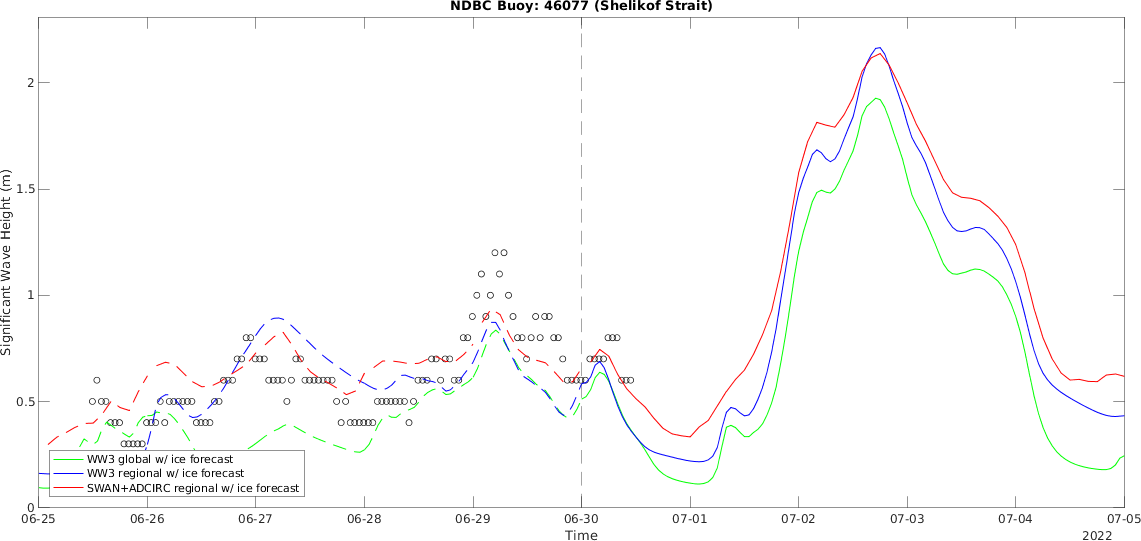 NDBC Buoy: 46077 (Shelikof Strait)
Significant Wave Height (m)
2
1.5
1
0.5
0
WW3 global w/ ice forecast
WW3 regional w/ ice forecast
SWAN+ADCIRC regional w/ ice forecast
06-25 06-26 06-27 06-28 06-29 06-30 07-01 07-02 07-03 07-04 07-05
Time
2022